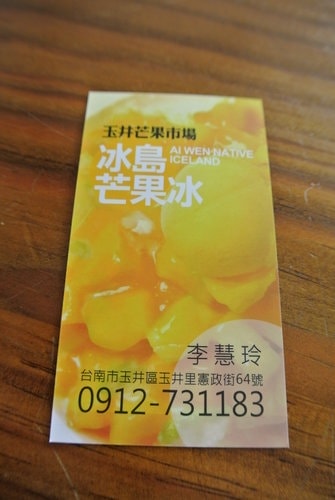 玉井芒果市場
冰島 AI WEN·NATIVE
ICELAND
芒果冰
李慧玲
台南市玉井區玉井里憲政街64號
0912-731183